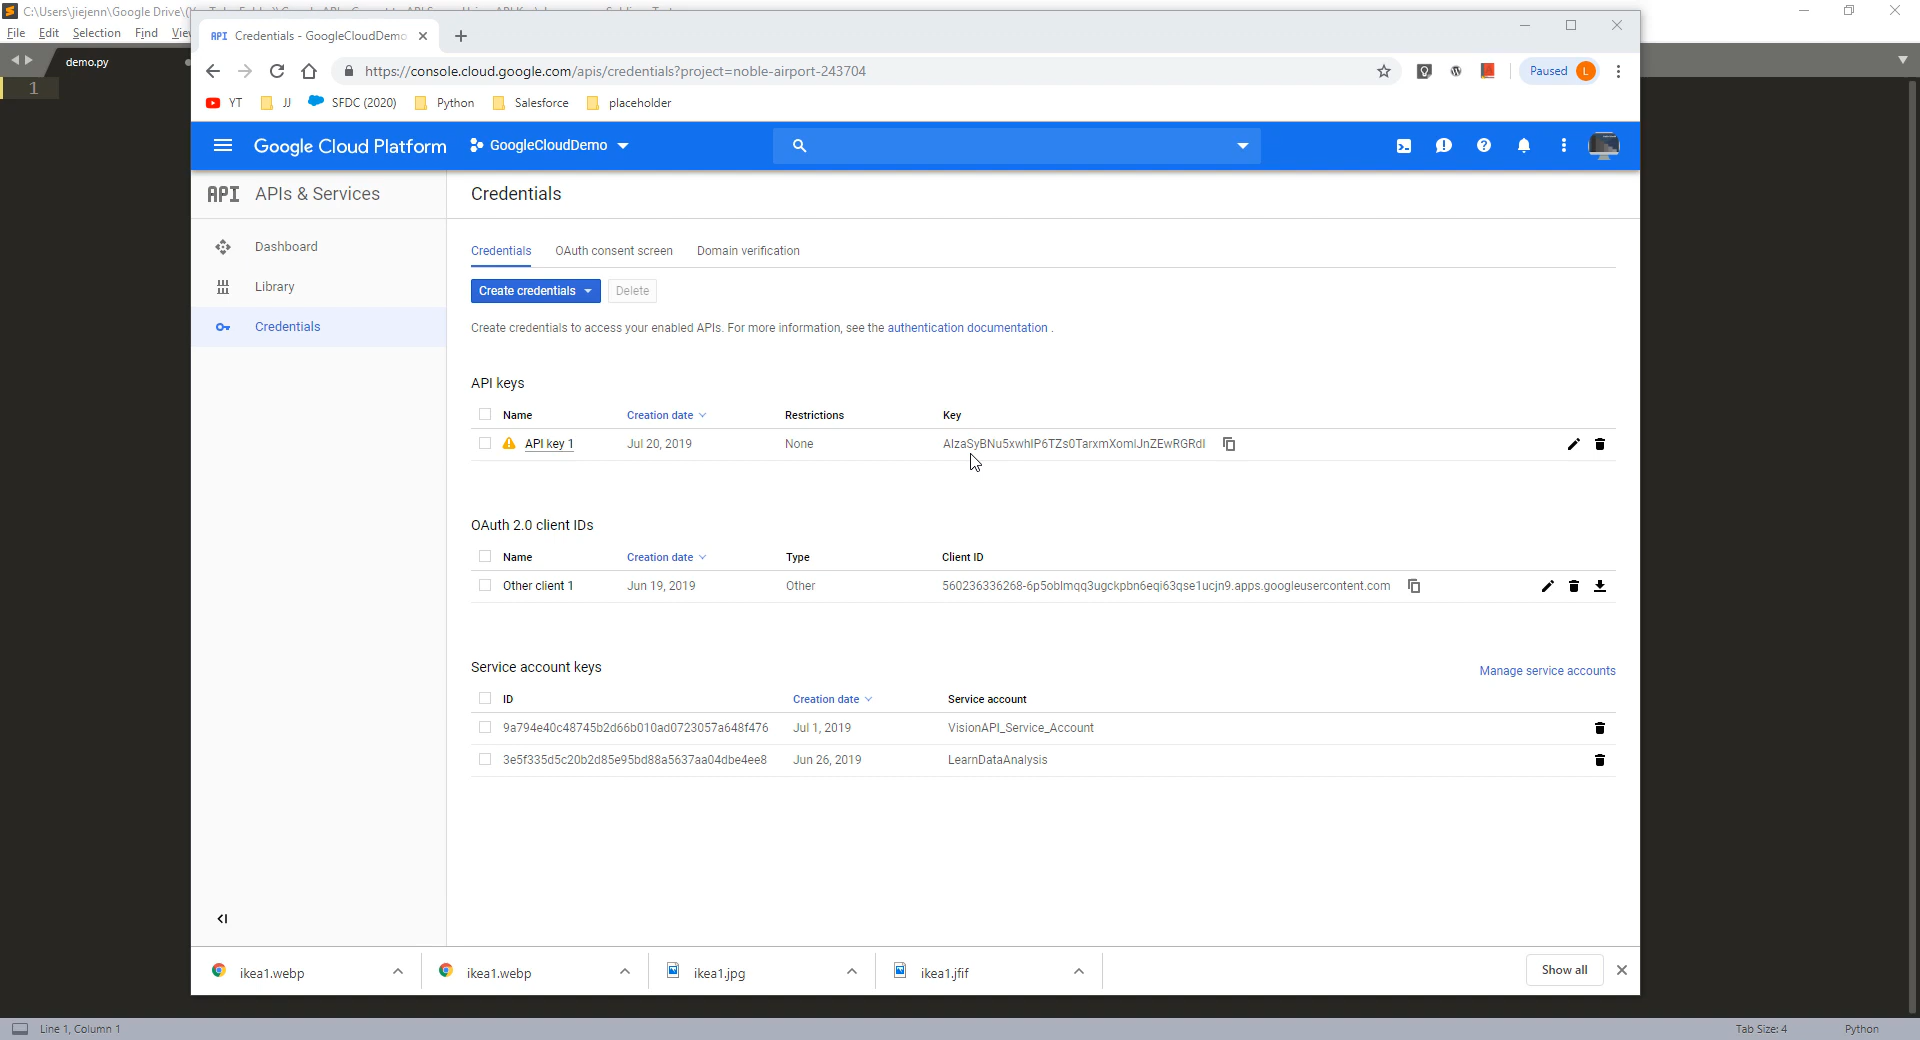 C:\Users\jiejenn\Google Drive\
File Edit Selection Find
demo.py
1
API Credentials - GoogleCloudDemo
https://console.cloud.google.com/apis/credentials?project=noble-airport-243704
Paused L
YT JJ SFDC (2020) Python Salesforce placeholder
Google Cloud Platform GoogleCloudDemo
API APIs & Services
Credentials
Dashboard
Library
Credentials
Credentials OAuth consent screen Domain verification
Create credentials Delete
Create credentials to access your enabled APIs. For more information, see the authentication documentation .
API keys
Name Creation date Restrictions Key
API key 1 Jul 20, 2019 None
OAuth 2.0 client IDs
Name Creation date Type Client ID
Other client 1 Jun 19, 2019 Other 560236336268-6p5oblmqq3ugckpbn6eqi63qse1ucjn9.apps.googleusercontent.com
Service account keys
Manage service accounts
ID Creation date Service account
9a794e40c48745b2d66b010ad0723057a648f476 Jul 1, 2019 VisionAPI_Service_Account
3e5f335d5c20b2d85e95bd88a5637aa04dbe4ee8 Jun 26, 2019 LearnDataAnalysis
ikea1.webp ikea1.webp ikea1.jpg ikea1.jfif Show all
Line 1, Column 1 Tab Size: 4 Python